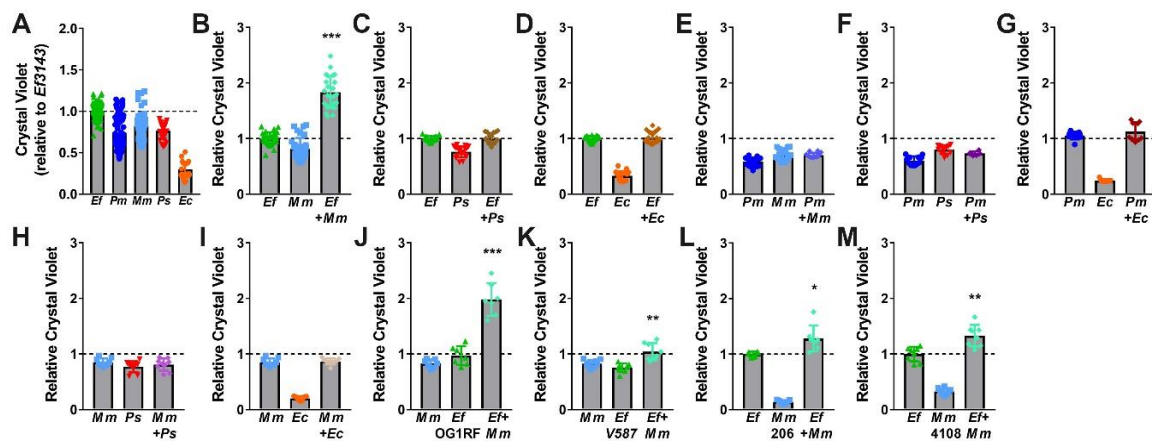 A
Crystal Violet
(relative to Ef3143)
2.0
1.5
1.0
0.5
0.0
Ef Pm Mm Ps Ec
B
Relative Crystal Violet
3
2
1
0
***
Ef Mm Ef
+Mm
C
Relative Crystal Violet
3
2
1
0
Ef Ps Ef
+Ps
D
Relative Crystal Violet
3
2
1
0
Ef Ec Ef
+Ec
E
Relative Crystal Violet
3
2
1
0
Pm Mm Pm
+Mm
F
Relative Crystal Violet
3
2
1
0
Pm Ps Pm
+Ps
G
Relative Crystal Violet
3
2
1
0
Pm Ec Pm
+Ec
H
Relative Crystal Violet
3
2
1
0
Mm Ps Mm
+Ps
I
Relative Crystal Violet
3
2
1
0
Mm Ec Mm
+Ec
J
Relative Crystal Violet
3
2
1
0
***
Mm Ef Ef+
OG1RF Mm
K
Relative Crystal Violet
3
2
1
0
**
Mm Ef Ef+
V587 Mm
L
Relative Crystal Violet
3
2
1
0
*
Ef Mm Ef
206 +Mm
M
Relative Crystal Violet
3
2
1
0
**
Ef Mm Ef+
4108 Mm